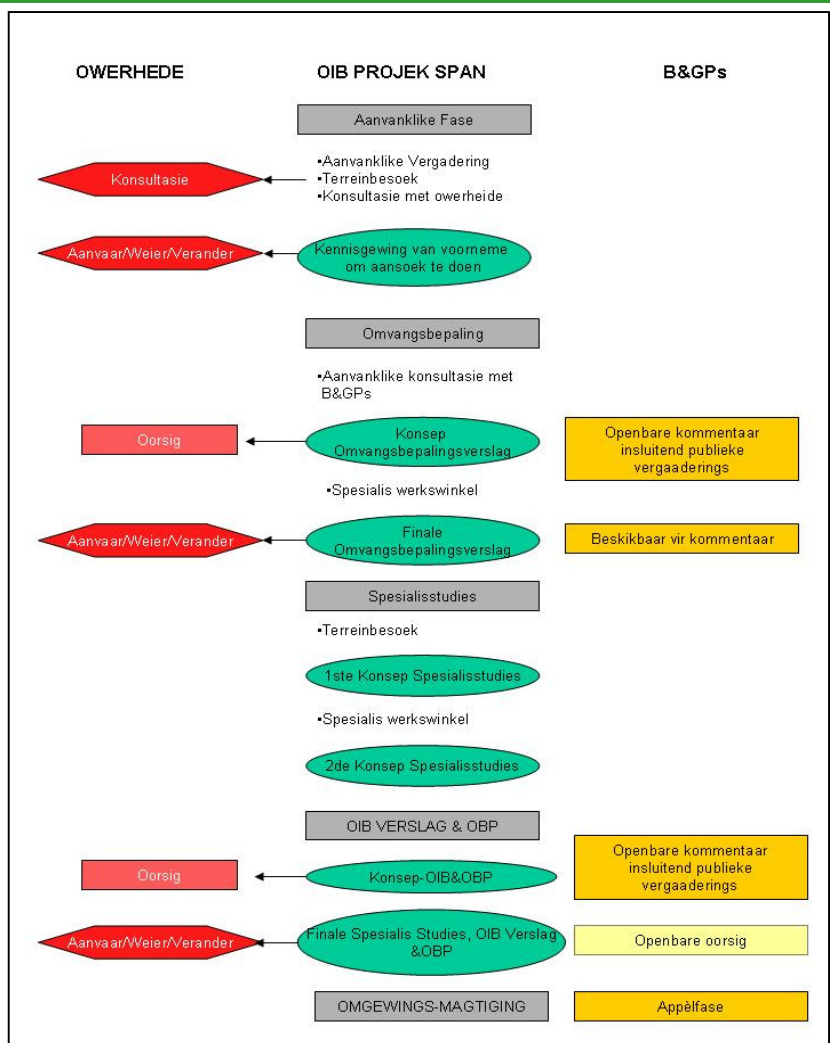 OWERHEDE
OIB PROJEK SPAN
B&GPs
Aanvanklike Fase
Konsultasie
▪Aanvanklike Vergadering
▪Terreinbesoek
▪Konsultasie met owerheide
Aanvaar/Weier/Verander
Kennisgewing van voorneme
om aansoek te doen
Omvangsbepaling
▪Aanvanklike konsultasie met
B&GPs
Oorsig
Konsep
Omvangsbepalingsverslag
Openbare kommentaar
insluitend publieke
vergaaderings
▪Spesialis werkswinkel
Aanvaar/Weier/Verander
Finale
Omvangsbepalingsverslag
Beskikbaar vir kommentaar
Spesialisstudies
▪Terreinbesoek
1ste Konsep Spesialisstudies
▪Spesialis werkswinkel
2de Konsep Spesialisstudies
OIB VERSLAG & OBP
Oorsig
Konsep-OIB&OBP
Openbare kommentaar
insluitend publieke
vergaaderings
Aanvaar/Weier/Verander
Finale Spesialis Studies, OIB Verslag
&OBP
Openbare oorsig
OMGEWINGS-MAGTIGING
Appèlfase